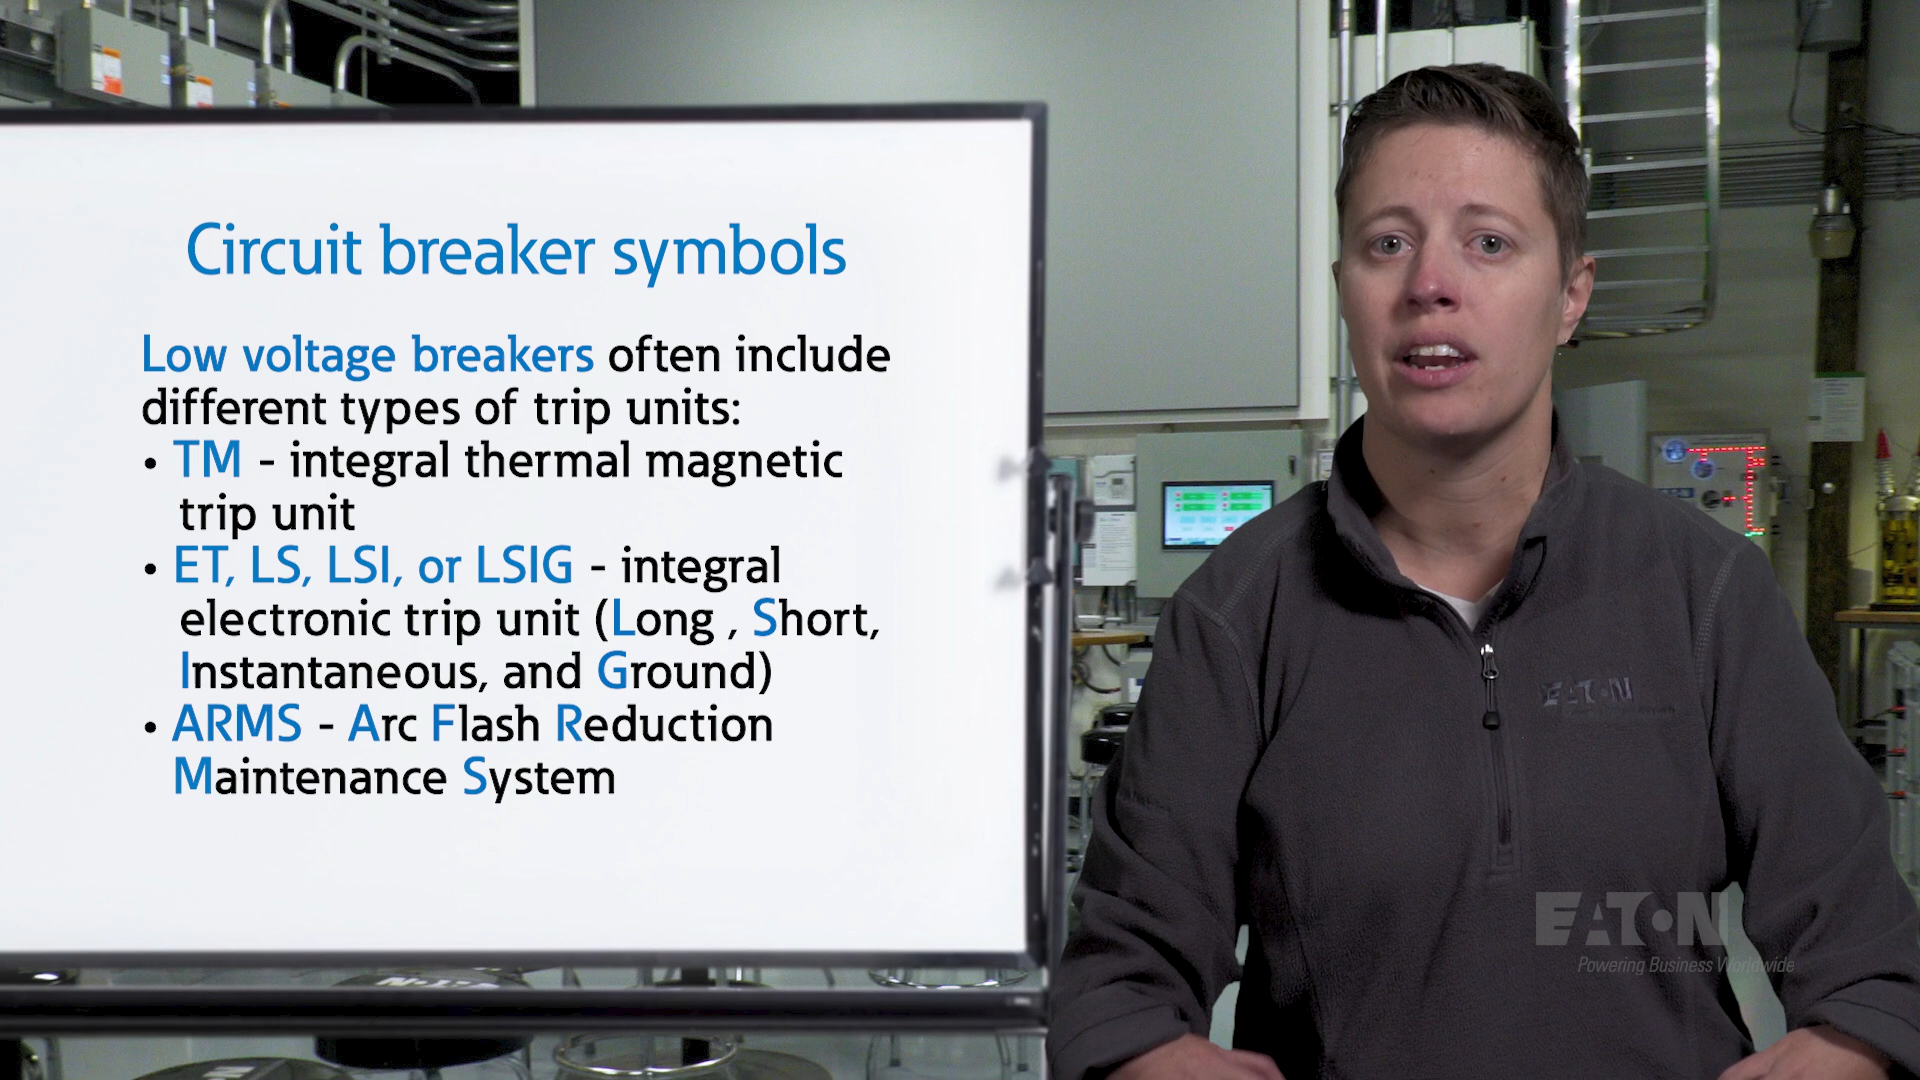 Circuit breaker symbols
Low voltage breakers often include
different types of trip units:
• TM - integral thermal magnetic
trip unit
• ET, LS, LSI, or LSIG - integral
electronic trip unit (Long , Short,
Instantaneous, and Ground)
• ARMS - Arc Flash Reduction
Maintenance System
EATON
EATON
Powering Business Worldwide